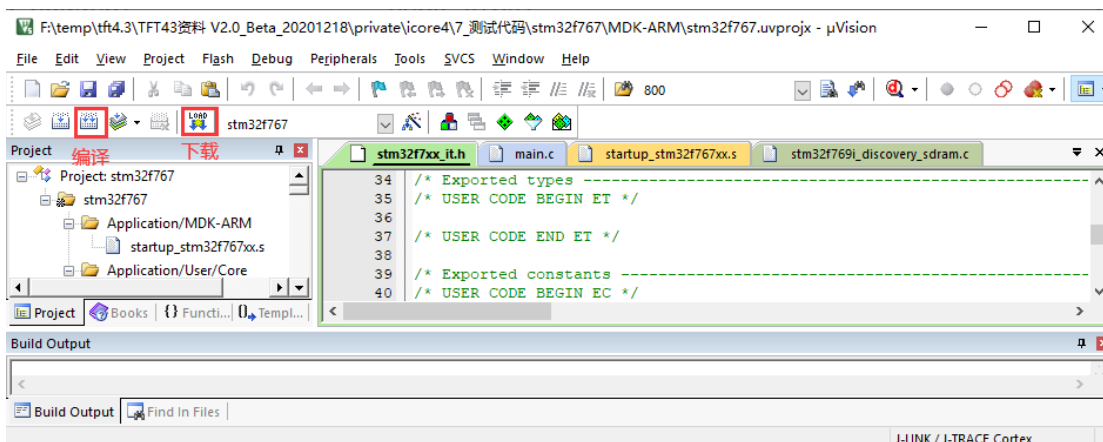 F:\temp\tft4.3\TFT43资料 V2.0_Beta_20201218\private\icore4\7_测试代码\stm32f767\MDK-ARM\stm32f767.uvprojx - µVision
File Edit View Project Flash Debug Peripherals Tools SVCS Window Help
800
LOAD stm32f767
编译 下载
Project
stm32f7xx_it.h main.c startup_stm32f767xx.s stm32f769i_discovery_sdram.c
Project: stm32f767
stm32f767
Application/MDK-ARM
startup_stm32f767xx.s
Application/User/Core
34 /* Exported types ------------------------------------------------------
35 /* USER CODE BEGIN ET */
36
37 /* USER CODE END ET */
38
39 /* Exported constants --------------------------------------------------
40 /* USER CODE BEGIN EC */
Project Books {} Functi... 0 Templ...
Build Output
Build Output Find In Files
J-LINK / J-TRACE Cortex